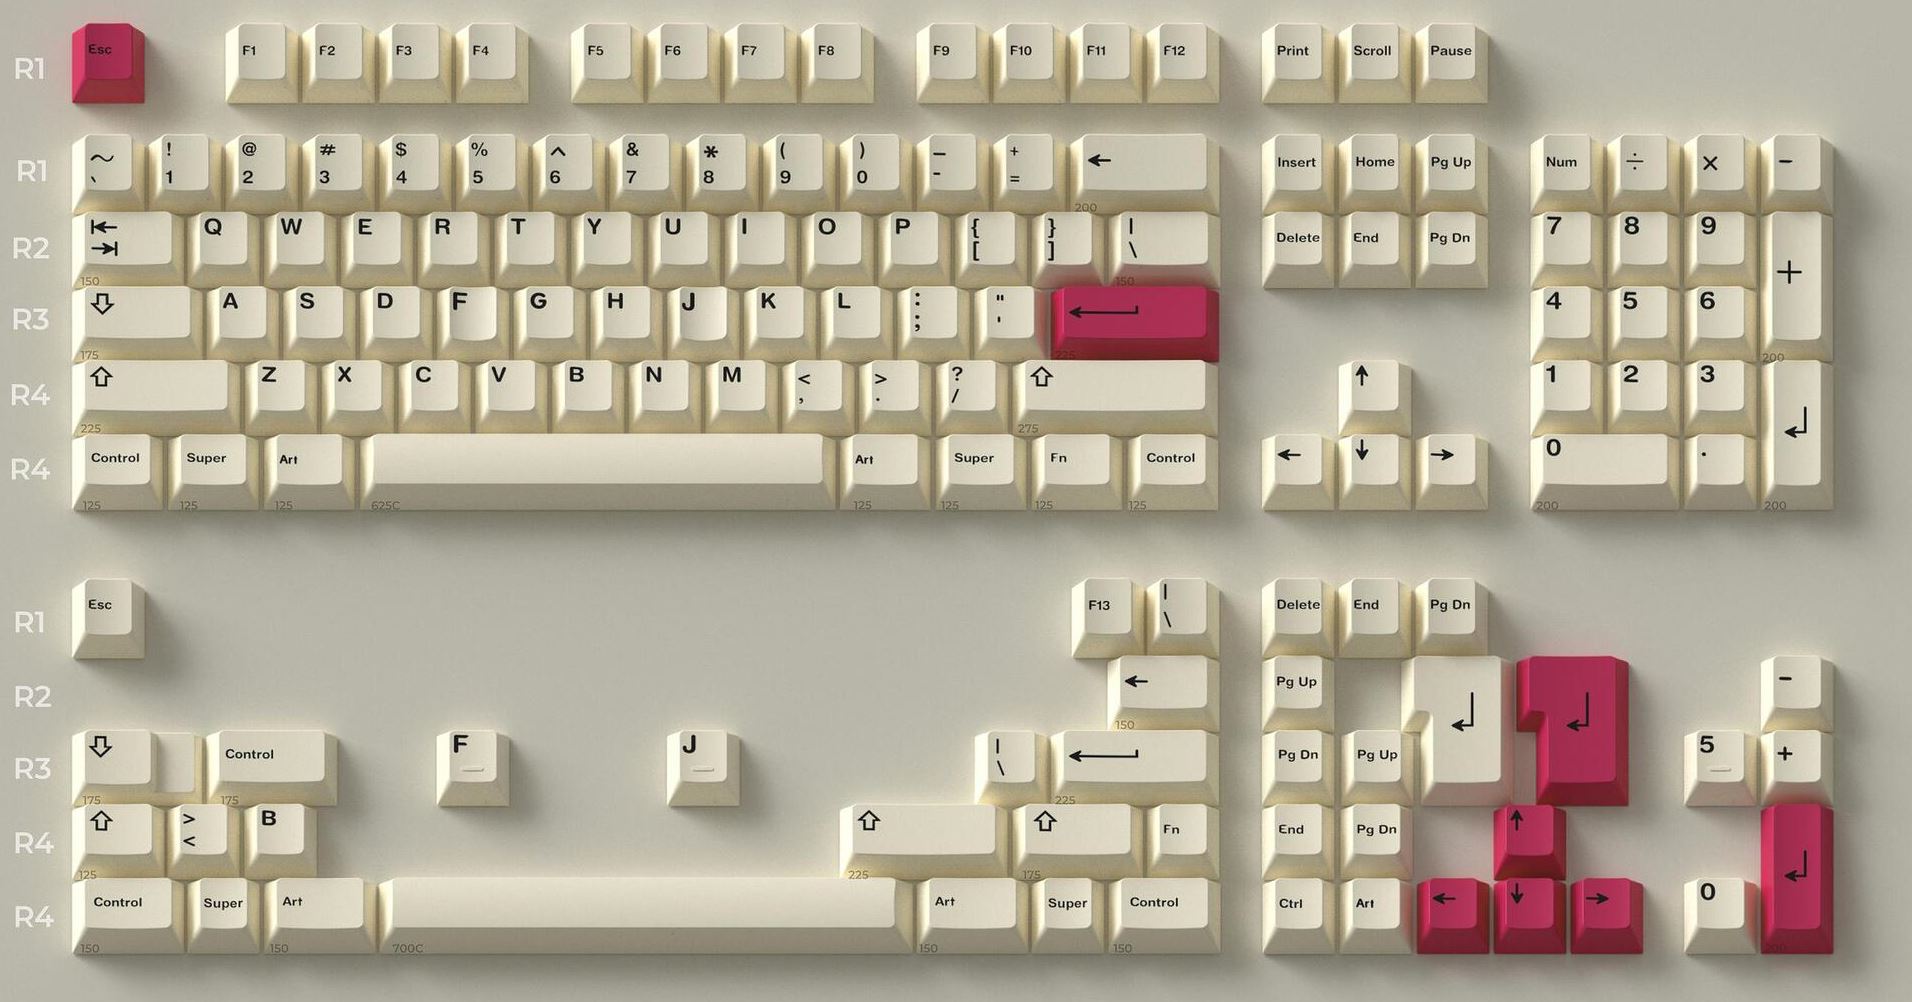 R1 Esc F1 F2 F3 F4 F5 F6 F7 F8 F9 F10 F11 F12 Print Scroll Pause
R1 ~ ` ! 1 @ 2 # 3 $ 4 % 5 ^ 6 & 7 * 8 ( 9 ) 0 _ - + = ← 200 Insert Home Pg Up Num ÷ × -
R2 ⇤ ⇥ 150 Q W E R T Y U I O P { [ } ] | \ 150 Delete End Pg Dn 7 8 9 + 200
R3 ⇩ 175 A S D F G H J K L : ; " ' ⟵ 225 4 5 6
R4 ⇧ 225 Z X C V B N M < , > . ? / ⇧ 275 ↑ 1 2 3 ↵ 200
R4 Control 125 Super 125 Art 125 625C Art 125 Super 125 Fn 125 Control 125 ← ↓ → 0 200 .
R1 Esc F13 | \ Delete End Pg Dn
R2 ← 150 Pg Up ↵ ↵ -
R3 ⇩ 175 Control 175 F J | \ ⟵ 225 Pg Dn Pg Up 5 +
R4 ⇧ 125 > < B ⇧ 225 ⇧ 175 Fn End Pg Dn ↑ ↵ 200
R4 Control 150 Super Art 150 700C Art 150 Super Control 150 Ctrl Art ← ↓ → 0